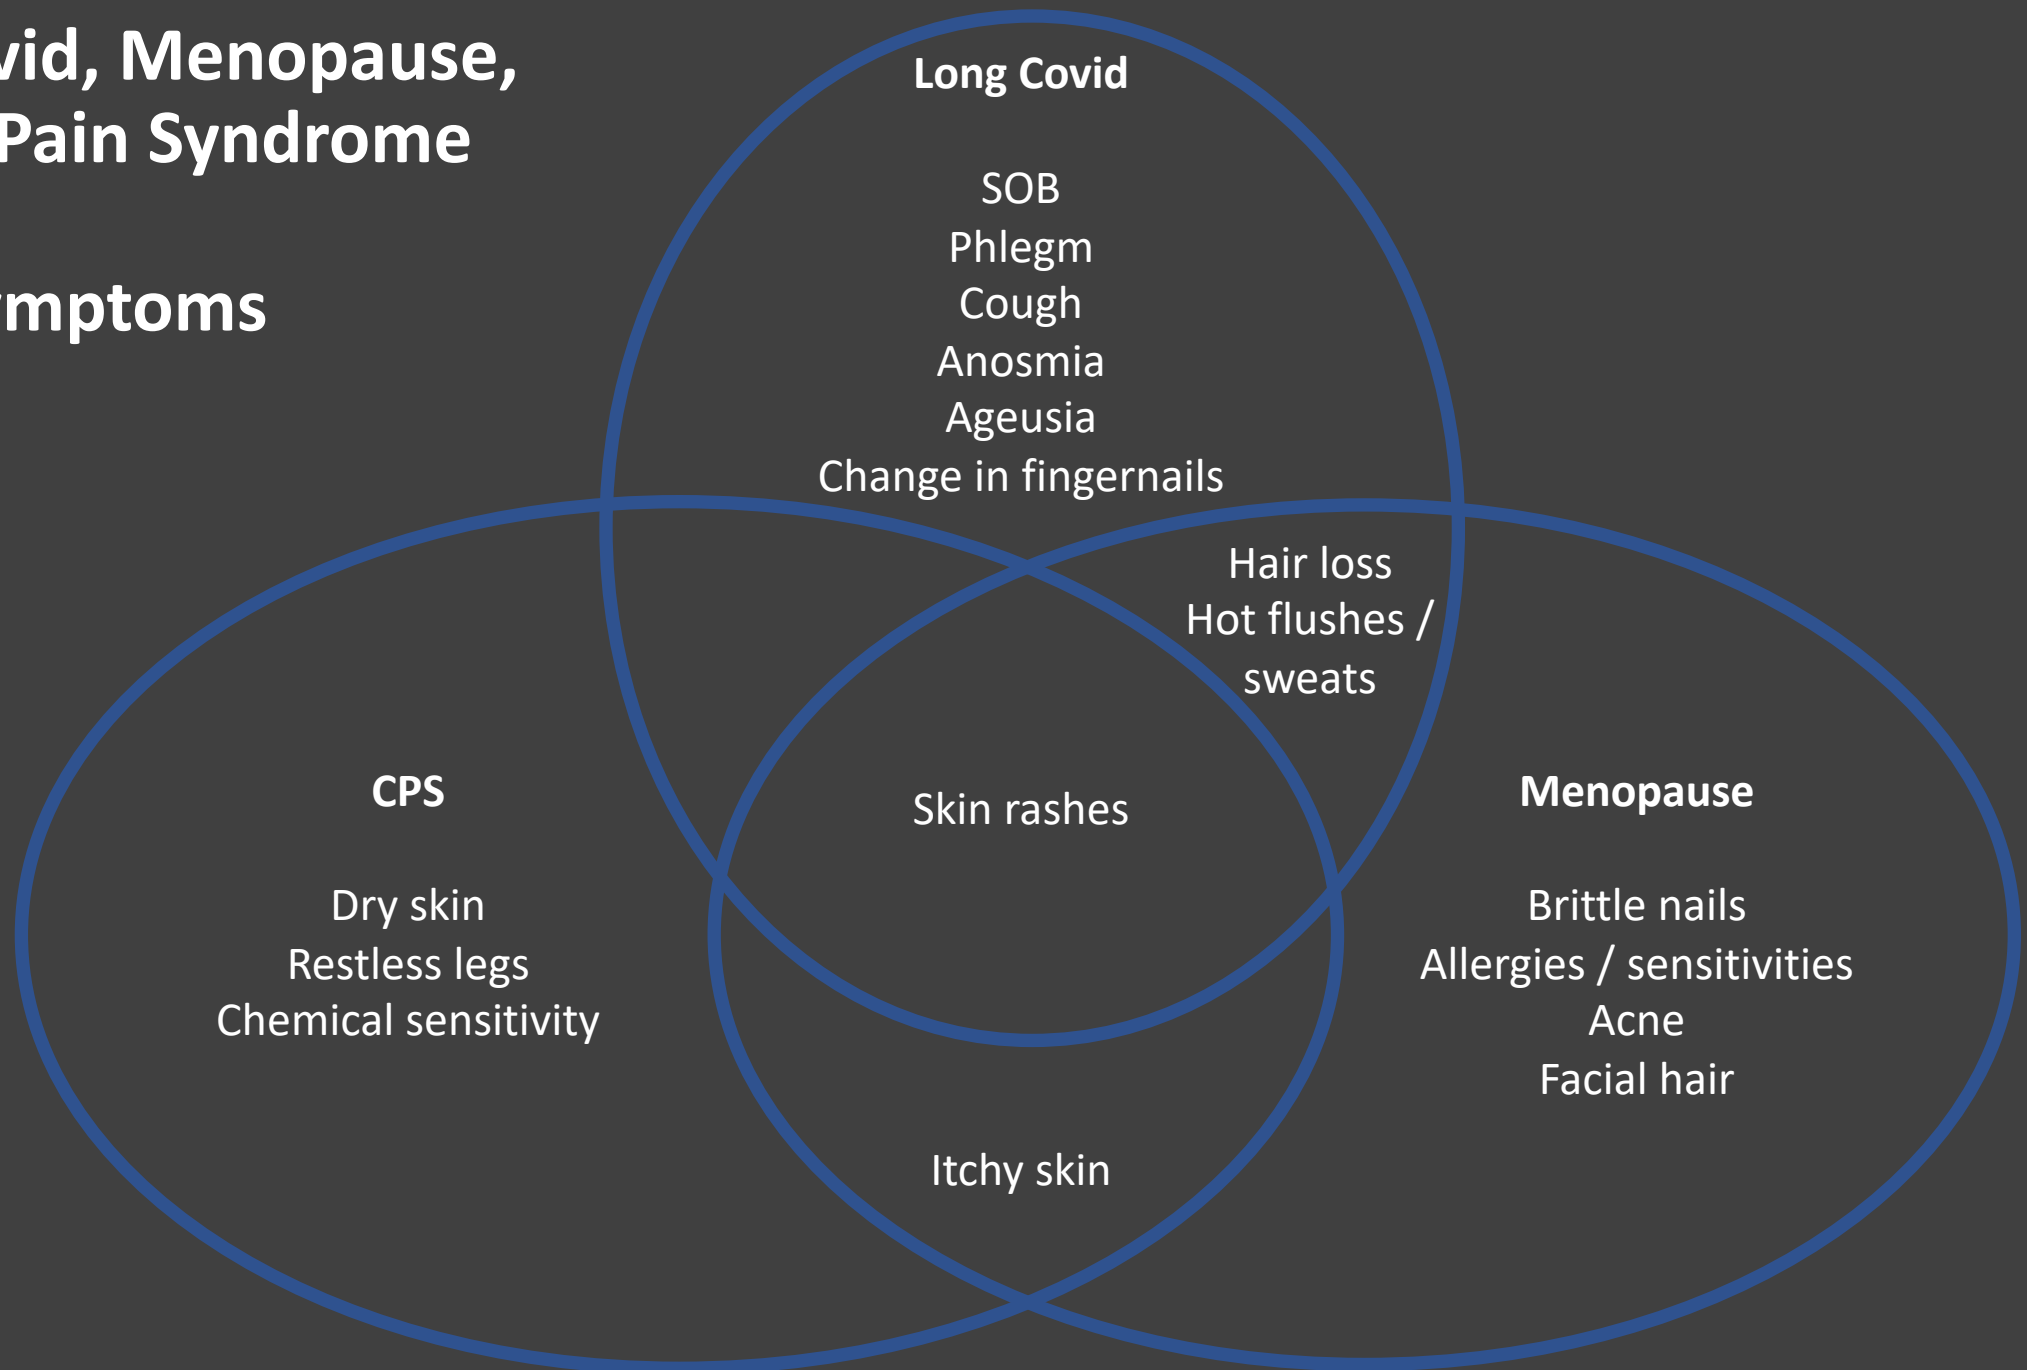 vid, Menopause,
Pain Syndrome
mptoms
Long Covid
SOB
Phlegm
Cough
Anosmia
Ageusia
Change in fingernails
Hair loss
Hot flushes /
sweats
CPS
Dry skin
Restless legs
Chemical sensitivity
Skin rashes
Menopause
Brittle nails
Allergies / sensitivities
Acne
Facial hair
Itchy skin